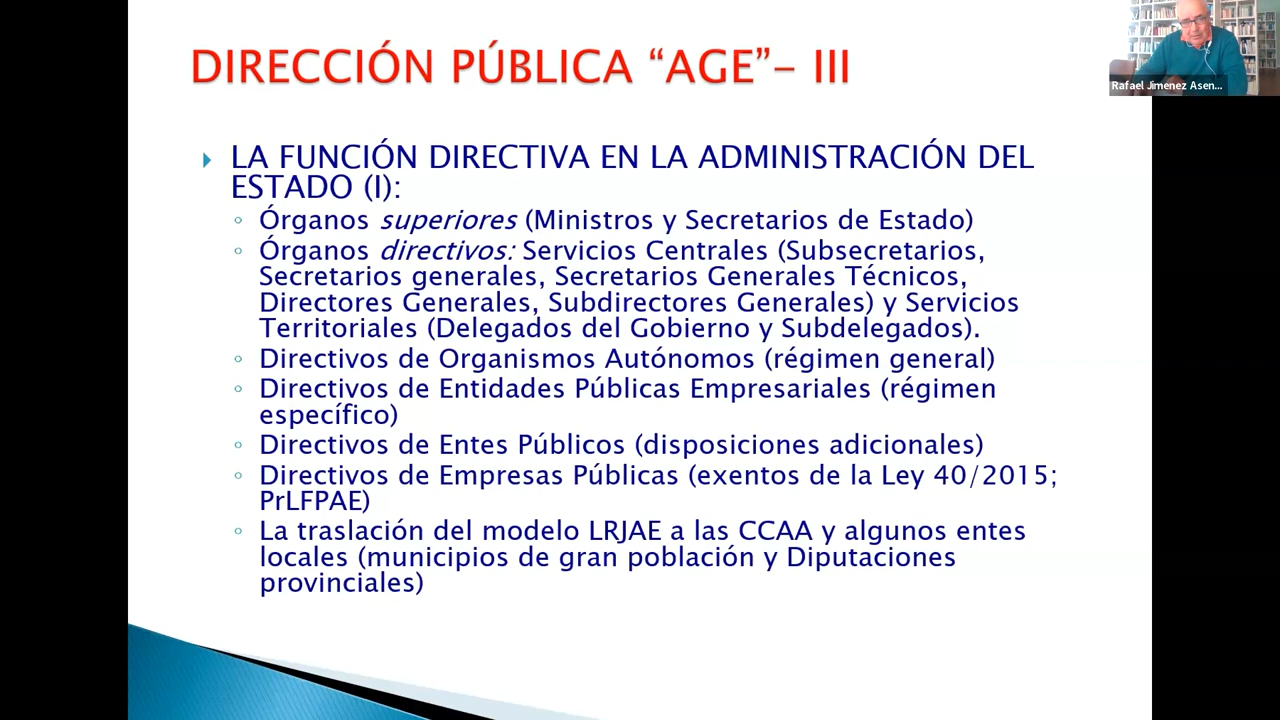 DIRECCIÓN PÚBLICA “AGE”- III
Rafael Jimenez Asen...
LA FUNCIÓN DIRECTIVA EN LA ADMINISTRACIÓN DEL
ESTADO (I):
Órganos superiores (Ministros y Secretarios de Estado)
Órganos directivos: Servicios Centrales (Subsecretarios,
Secretarios generales, Secretarios Generales Técnicos,
Directores Generales, Subdirectores Generales) y Servicios
Territoriales (Delegados del Gobierno y Subdelegados).
Directivos de Organismos Autónomos (régimen general)
Directivos de Entidades Públicas Empresariales (régimen
específico)
Directivos de Entes Públicos (disposiciones adicionales)
Directivos de Empresas Públicas (exentos de la Ley 40/2015;
PrLFPAE)
La traslación del modelo LRJAE a las CCAA y algunos entes
locales (municipios de gran población y Diputaciones
provinciales)